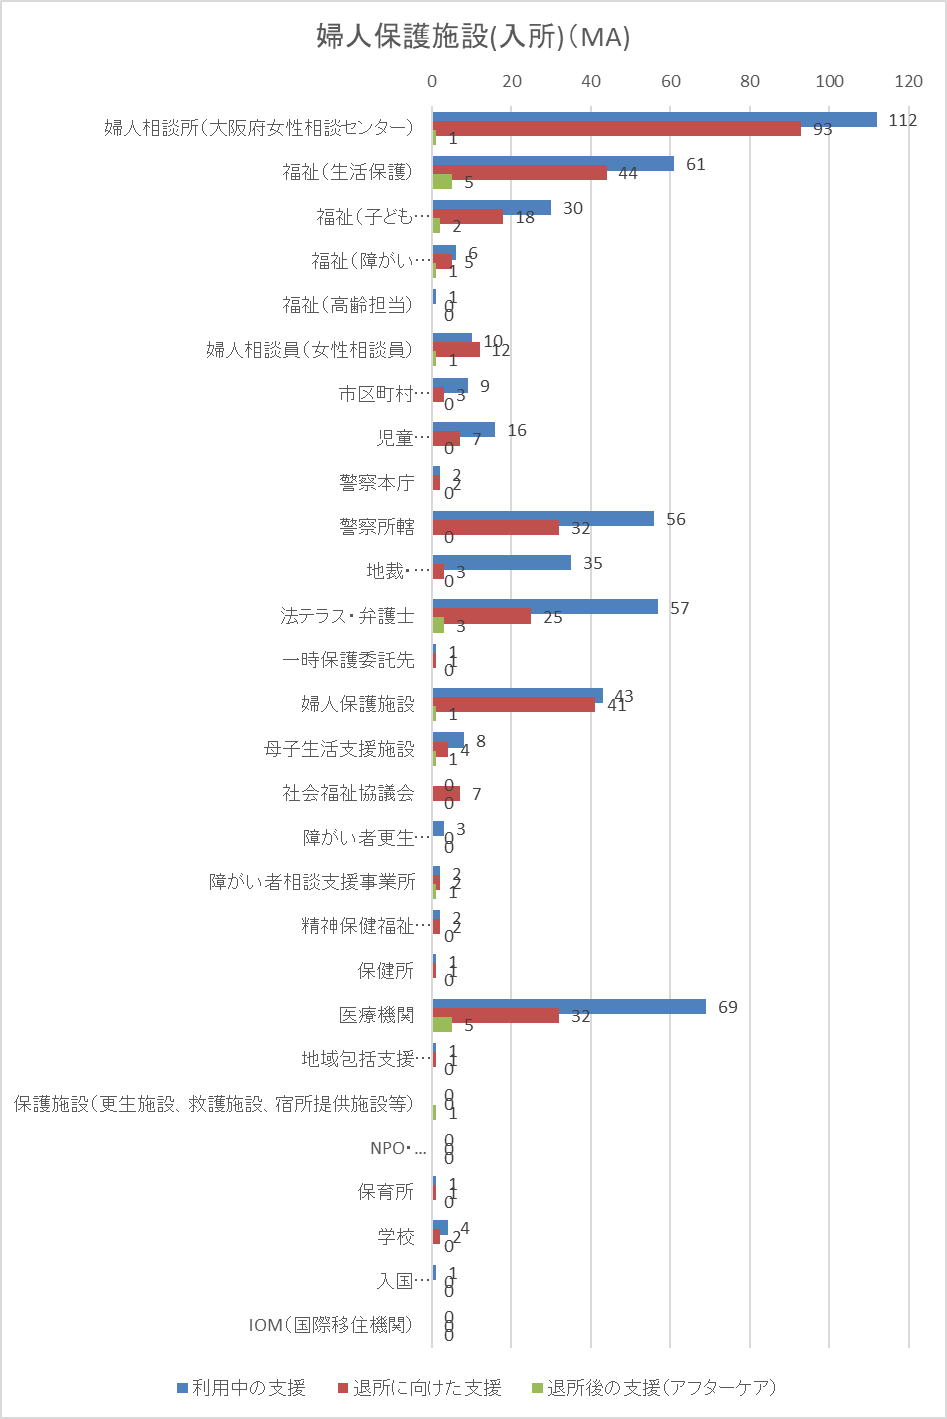 婦人保護施設(入所)(MA)
0 20 40 60 80 100 120
婦人相談所(大阪府女性相談センター) 112 93 1
福祉(生活保護) 61 44 5
福祉(子ども… 30 18 2
福祉(障がい… 6 5 1
福祉(高齢担当) 1 0 0
婦人相談員(女性相談員) 10 12 1
市区町村… 9 3 0
児童… 16 7 0
警察本庁 2 2 0
警察所轄 56 32 0
地裁・… 35 3 0
法テラス・弁護士 57 25 3
一時保護委託先 1 1 0
婦人保護施設 43 41 1
母子生活支援施設 8 4 1
社会福祉協議会 0 7 0
障がい者更生… 3 0 0
障がい者相談支援事業所 2 2 1
精神保健福祉… 2 2 0
保健所 1 1 0
医療機関 69 32 5
地域包括支援… 1 1 0
保護施設(更生施設、救護施設、宿所提供施設等) 0 0 1
NPO・... 0 0 0
保育所 1 1 0
学校 4 2 0
入国… 1 0 0
IOM(国際移住機関) 0 0 0
利用中の支援 退所に向けた支援 退所後の支援(アフターケア)